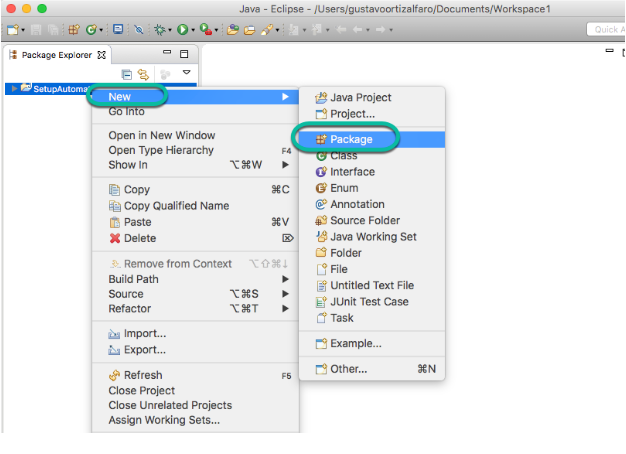 Java - Eclipse - /Users/gustavoortizalfaro/Documents/Workspace1
Quick A
Package Explorer
SetupAutoma
New
Go Into
Open in New Window
Open Type Hierarchy F4
Show In ⌥⌘W
Copy ⌘C
Copy Qualified Name
Paste ⌘V
Delete ⌦
Remove from Context ⌥⇧⌘↓
Build Path
Source ⌥⌘S
Refactor ⌥⌘T
Import...
Export...
Refresh F5
Close Project
Close Unrelated Projects
Assign Working Sets...
Java Project
Project...
Package
Class
Interface
Enum
Annotation
Source Folder
Java Working Set
Folder
File
Untitled Text File
JUnit Test Case
Task
Example...
Other... ⌘N